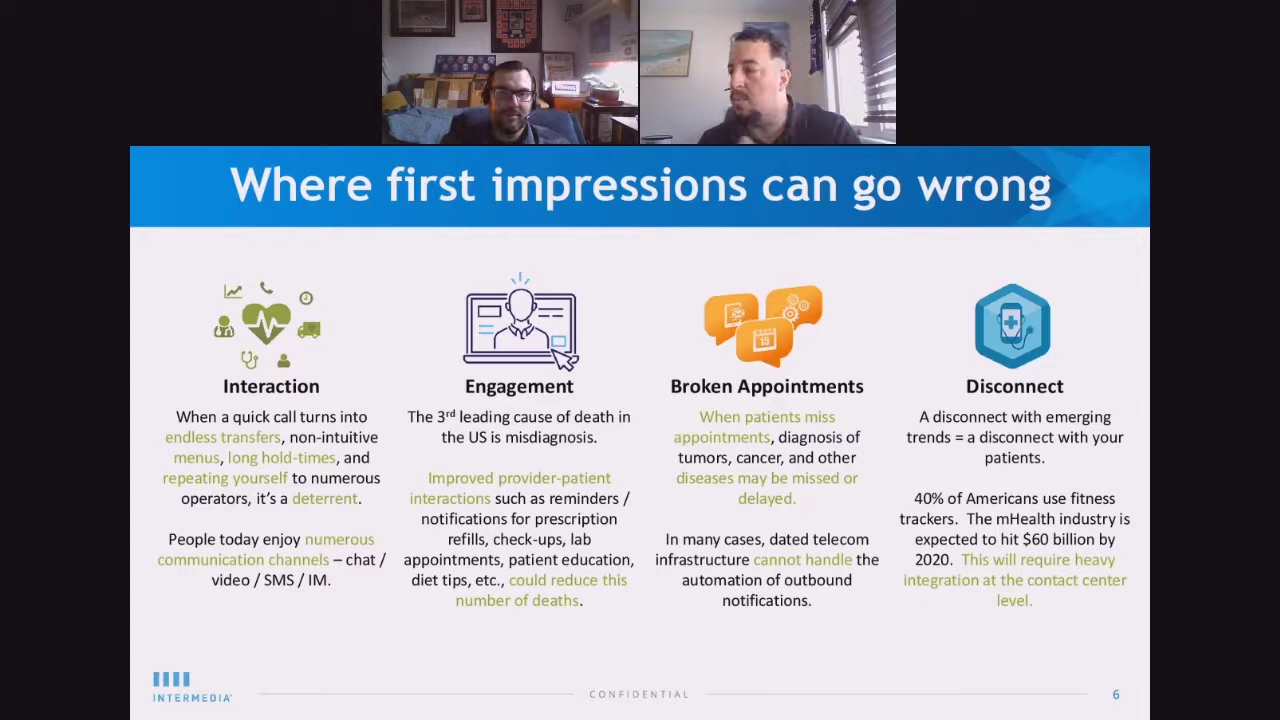 Where first impressions can go wrong
Interaction
When a quick call turns into
endless transfers, non-intuitive
menus, long hold-times, and
repeating yourself to numerous
operators, it's a deterrent.
People today enjoy numerous
communication channels – chat /
video / SMS / IM.
Engagement
The 3rd leading cause of death in
the US is misdiagnosis.
Improved provider-patient
interactions such as reminders /
notifications for prescription
refills, check-ups, lab
appointments, patient education,
diet tips, etc., could reduce this
number of deaths.
15
Broken Appointments
When patients miss
appointments, diagnosis of
tumors, cancer, and other
diseases may be missed or
delayed.
In many cases, dated telecom
infrastructure cannot handle the
automation of outbound
notifications.
Disconnect
A disconnect with emerging
trends = a disconnect with your
patients.
40% of Americans use fitness
trackers. The mHealth industry is
expected to hit $60 billion by
2020. This will require heavy
integration at the contact center
level.
INTERMEDIA
CONFIDENTIAL
6